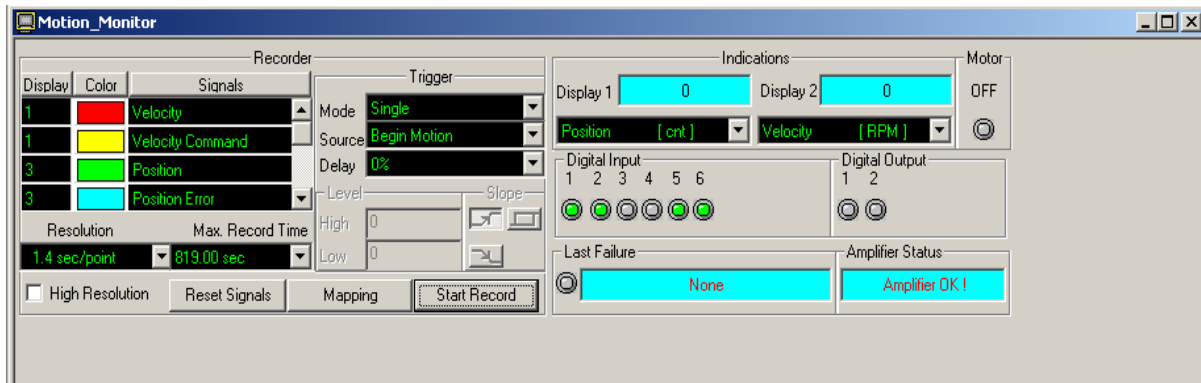 Motion_Monitor
Recorder
Display Color Signals
1 Velocity
1 Velocity Command
3 Position
3 Position Error
Resolution Max. Record Time
1.4 sec/point 819.00 sec
High Resolution Reset Signals Mapping Start Record
Trigger
Mode Single
Source Begin Motion
Delay 0%
Level Slope
High 0
Low 0
Indications
Display 1 0 Display 2 0
Position [ cnt ] Velocity [ RPM ]
Motor
OFF
Digital Input
1 2 3 4 5 6
Digital Output
1 2
Last Failure
None
Amplifier Status
Amplifier OK !